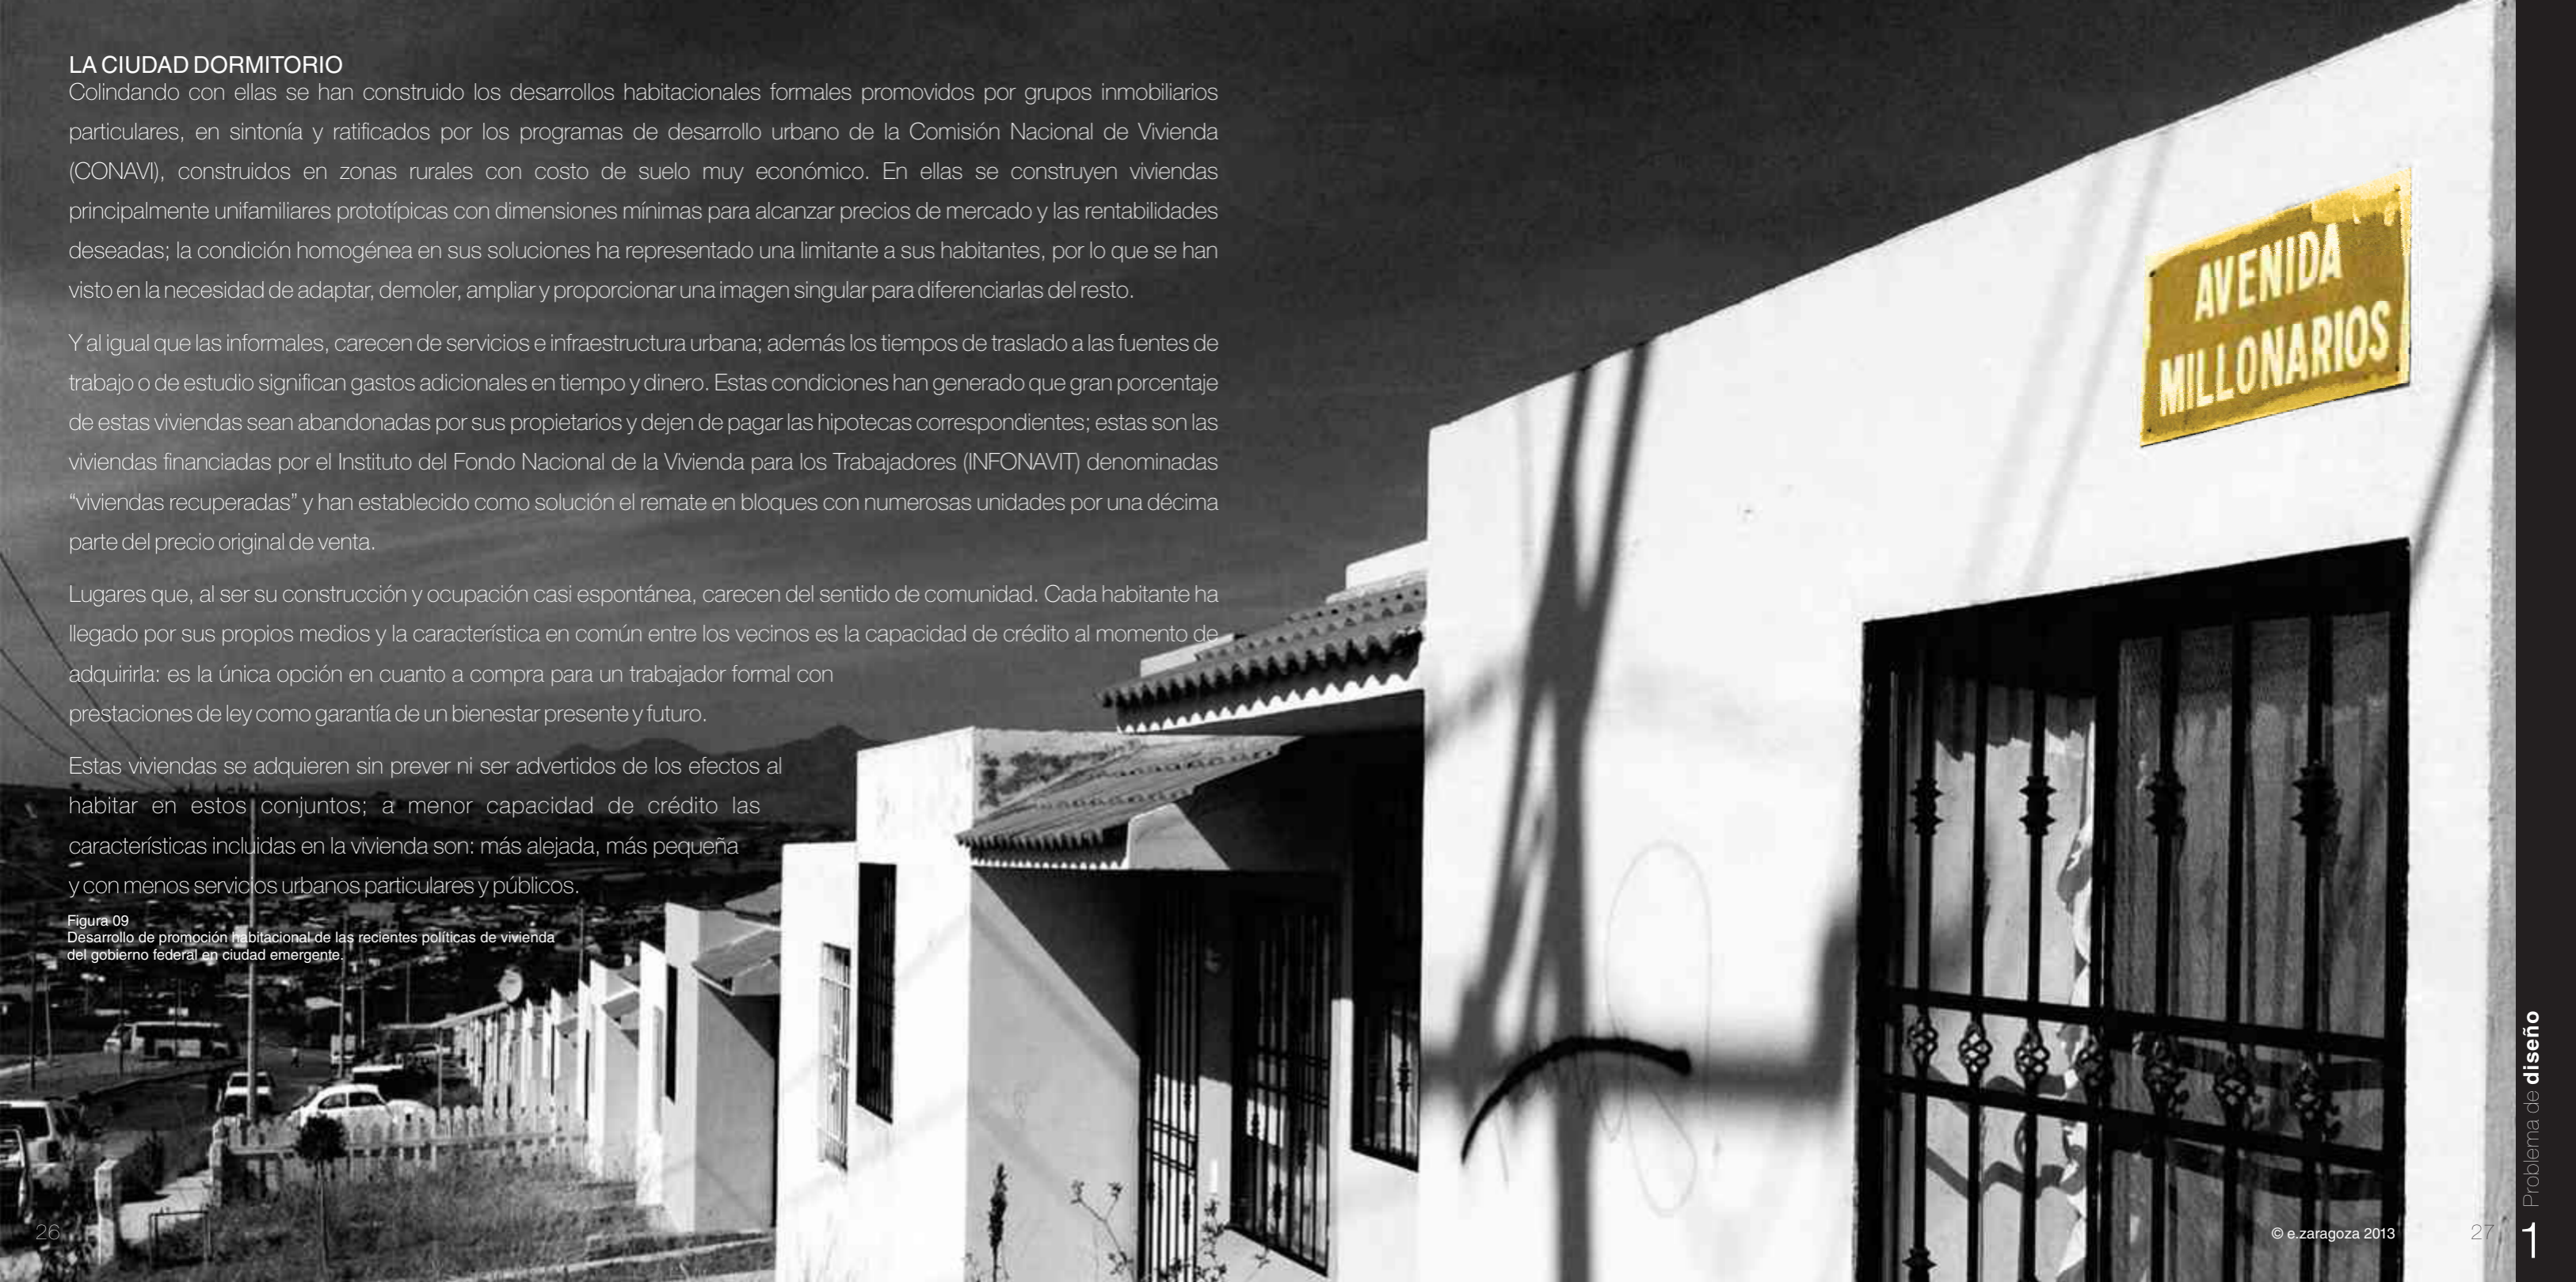 LA CIUDAD DORMITORIO
Colindando con ellas se han construido los desarrollos habitacionales formales promovidos por grupos inmobiliarios
particulares, en sintonía y ratificados por los programas de desarrollo urbano de la Comisión Nacional de Vivienda
(CONAVI), construidos en zonas rurales con costo de suelo muy económico. En ellas se construyen viviendas
principalmente unifamiliares prototípicas con dimensiones mínimas para alcanzar precios de mercado y las rentabilidades
deseadas; la condición homogénea en sus soluciones ha representado una limitante a sus habitantes, por lo que se han
visto en la necesidad de adaptar, demoler, ampliar y proporcionar una imagen singular para diferenciarlas del resto.
Y al igual que las informales, carecen de servicios e infraestructura urbana; además los tiempos de traslado a las fuentes de
trabajo o de estudio significan gastos adicionales en tiempo y dinero. Estas condiciones han generado que gran porcentaje
de estas viviendas sean abandonadas por sus propietarios y dejen de pagar las hipotecas correspondientes; estas son las
viviendas financiadas por el Instituto del Fondo Nacional de la Vivienda para los Trabajadores (INFONAVIT) denominadas
“viviendas recuperadas” y han establecido como solución el remate en bloques con numerosas unidades por una décima
parte del precio original de venta.
Lugares que, al ser su construcción y ocupación casi espontánea, carecen del sentido de comunidad. Cada habitante ha
llegado por sus propios medios y la característica en común entre los vecinos es la capacidad de crédito al momento de
adquirirla: es la única opción en cuanto a compra para un trabajador formal con
prestaciones de ley como garantía de un bienestar presente y futuro.
Estas viviendas se adquieren sin prever ni ser advertidos de los efectos al
habitar en estos conjuntos; a menor capacidad de crédito las
características incluidas en la vivienda son: más alejada, más pequeña
y con menos servicios urbanos particulares y públicos.
Figura 09
Desarrollo de promoción habitacional de las recientes políticas de vivienda
del gobierno federal en ciudad emergente.
26
AVENIDA
MILLONARIOS
© e.zaragoza 2013
27
1 Problema de diseño